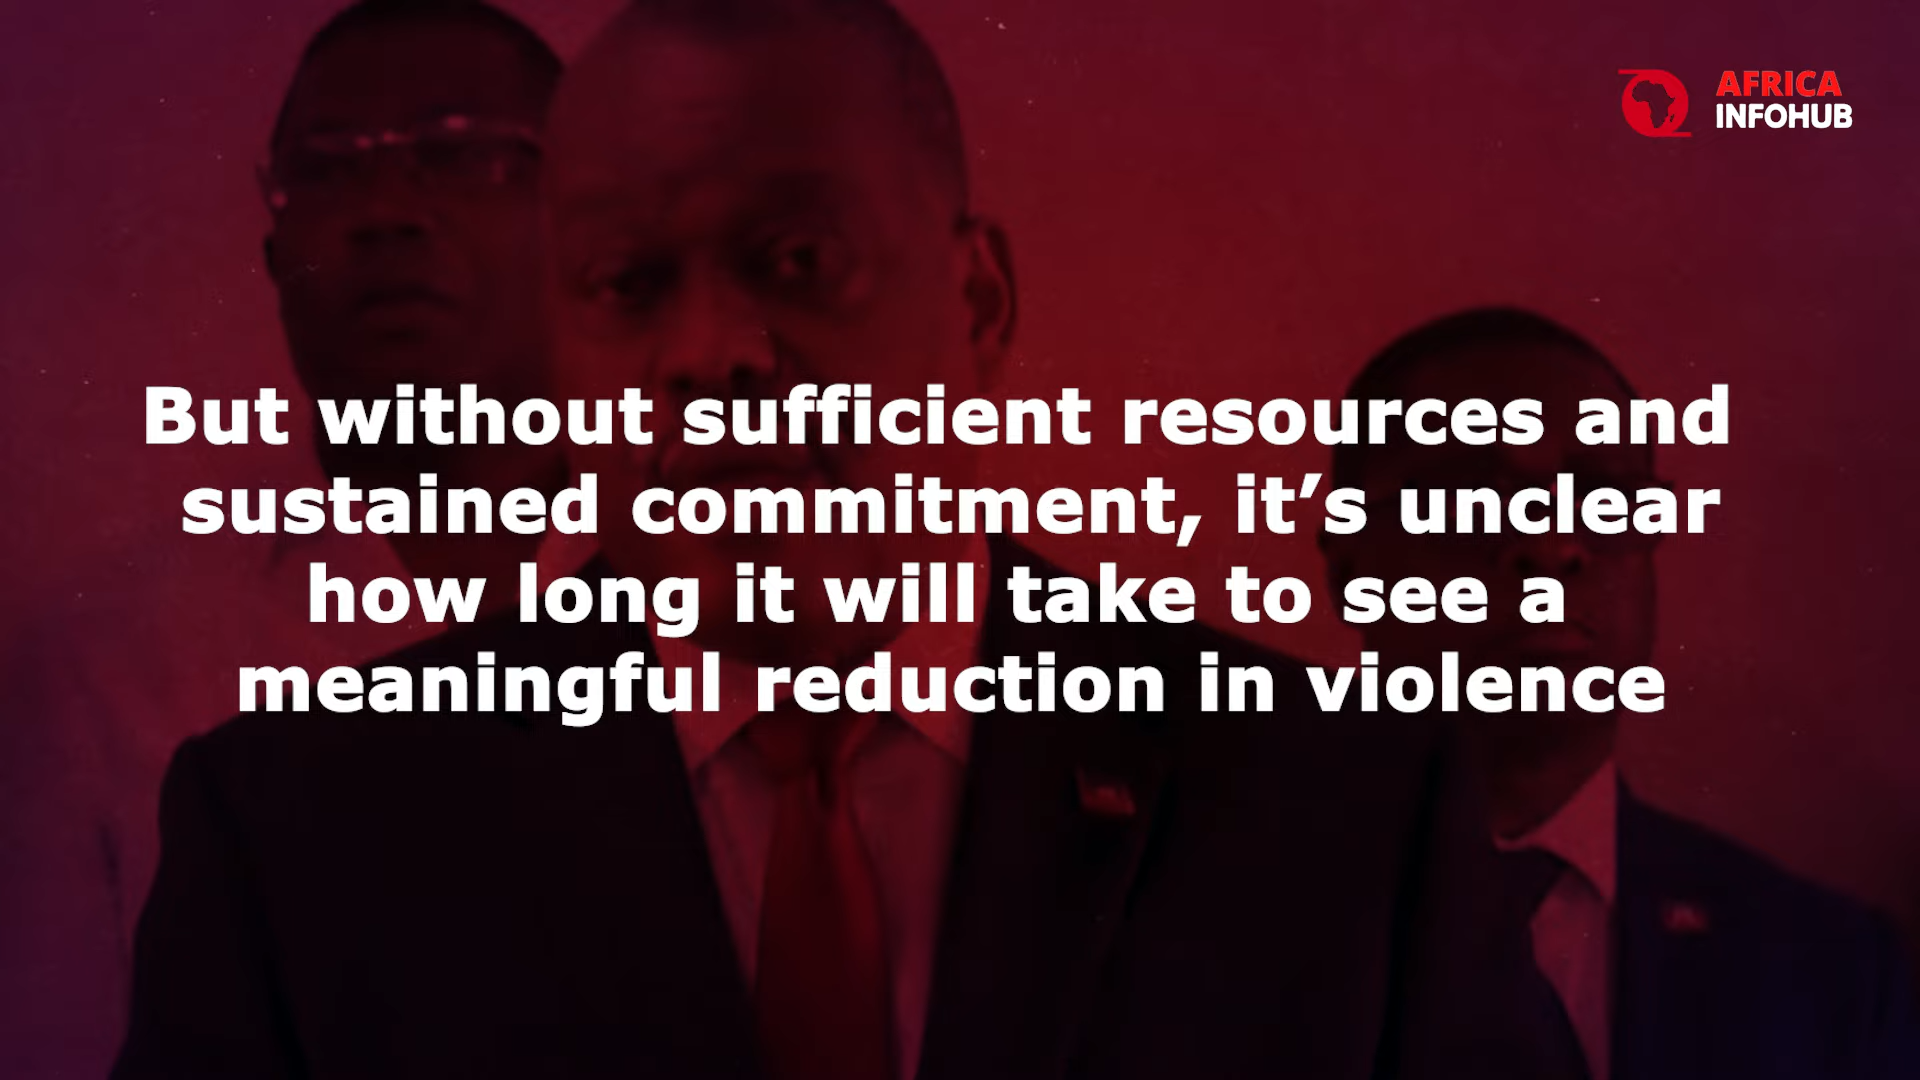 AFRICA
INFOHUB
But without sufficient resources and
sustained commitment, it’s unclear
how long it will take to see a
meaningful reduction in violence